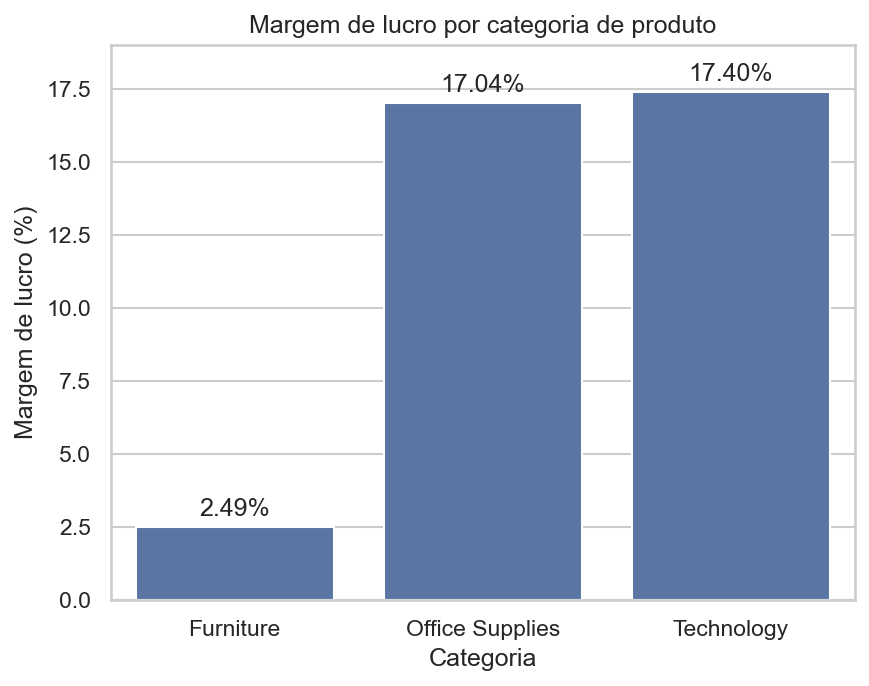 Margem de lucro por categoria de produto
Margem de lucro (%)
17.5
15.0
12.5
10.0
7.5
5.0
2.5
0.0
2.49%
17.04%
17.40%
Furniture
Office Supplies
Technology
Categoria